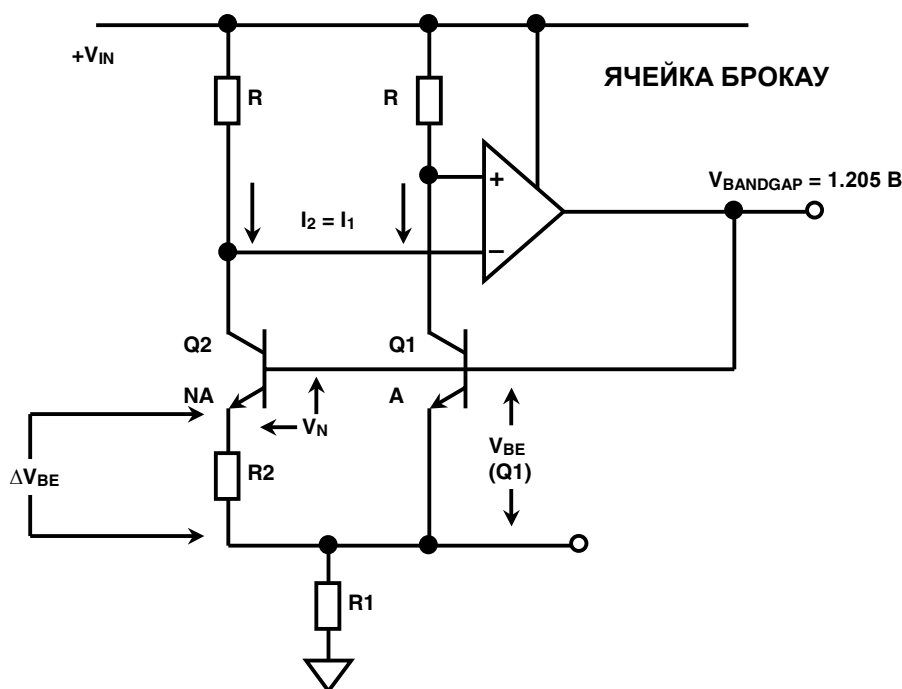 +VIN
R
R
ЯЧЕЙКА БРОКАУ
+
VBANDGAP = 1.205 В
I2 = I1
–
Q2
Q1
NA
A
VN
VBE
(Q1)
R2
ΔVBE
R1